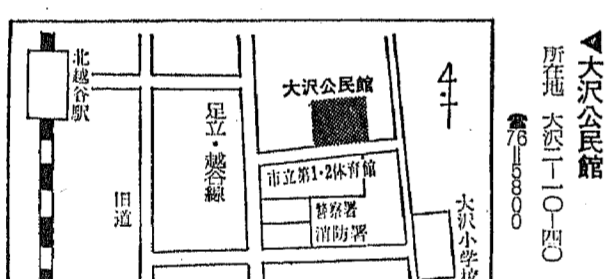 ◀大沢公民館
所在地 大沢二ー一〇ー四〇
☎76=5800
大沢公民館
北越谷駅
足立・越谷線
旧道
市立第1・2体育館
警察署
消防署
大沢小学校